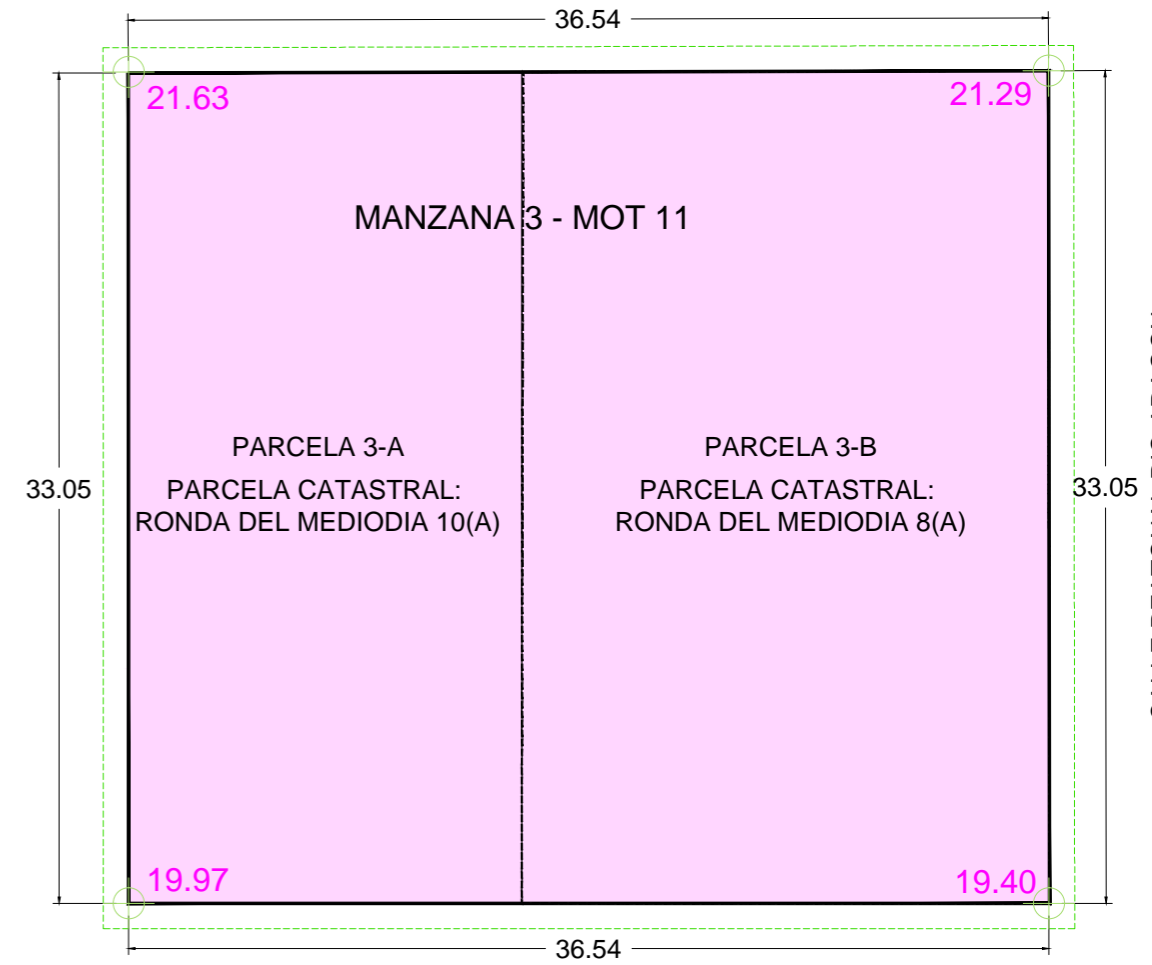 36.54
21.63
21.29
MANZANA 3 - MOT 11
PARCELA 3-A
PARCELA CATASTRAL:
RONDA DEL MEDIODIA 10(A)
PARCELA 3-B
PARCELA CATASTRAL:
RONDA DEL MEDIODIA 8(A)
33.05
33.05
19.97
19.40
36.54